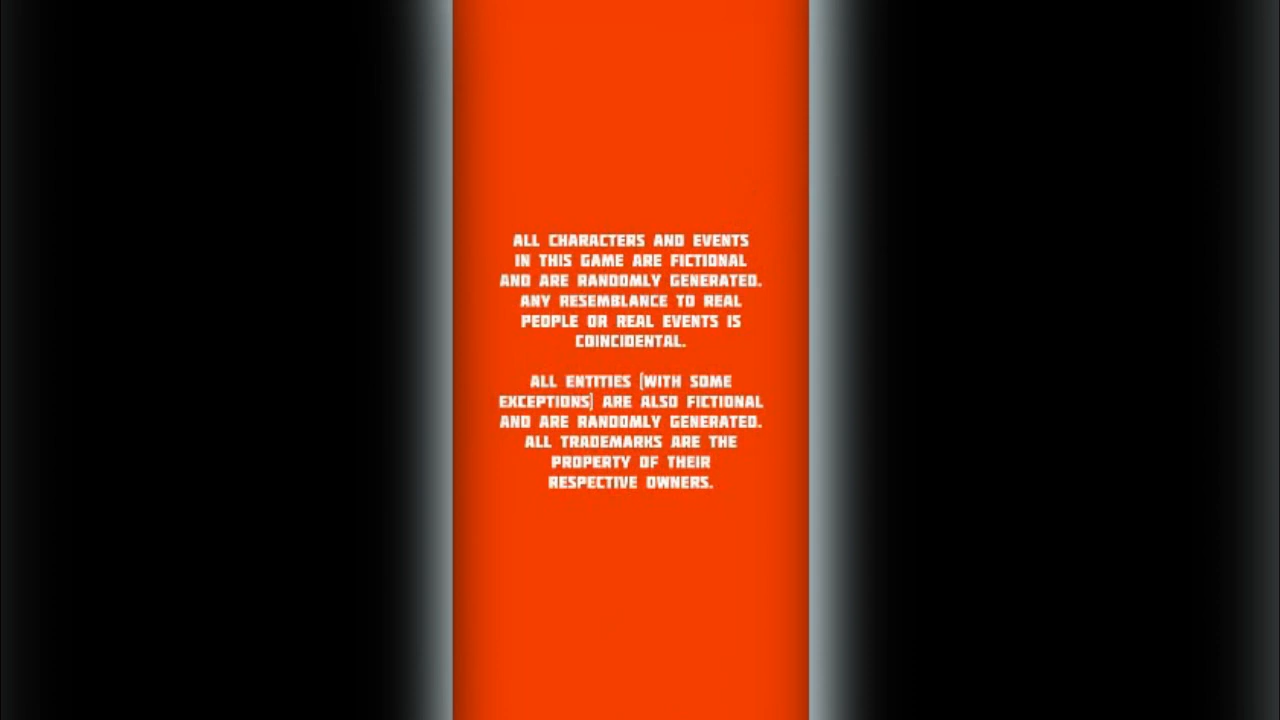 ALL CHARACTERS AND EVENTS
IN THIS GAME ARE FICTIONAL
AND ARE RANDOMLY GENERATED.
ANY RESEMBLANCE TO REAL
PEOPLE OR REAL EVENTS IS
COINCIDENTAL.
ALL ENTITIES (WITH SOME
EXCEPTIONS) ARE ALSO FICTIONAL
AND ARE RANDOMLY GENERATED.
ALL TRADEMARKS ARE THE
PROPERTY OF THEIR
RESPECTIVE OWNERS.